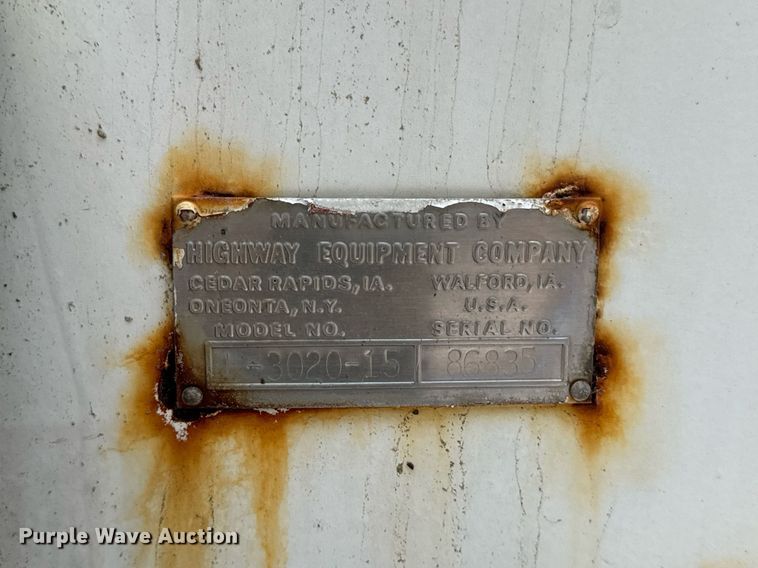 MANUFACTURED BY
HIGHWAY EQUIPMENT COMPANY
CEDAR RAPIDS, IA. WALFORD, IA.
ONEONTA, N.Y. U.S.A.
MODEL NO. SERIAL NO.
-3020-15 86835
Purple Wave Auction®